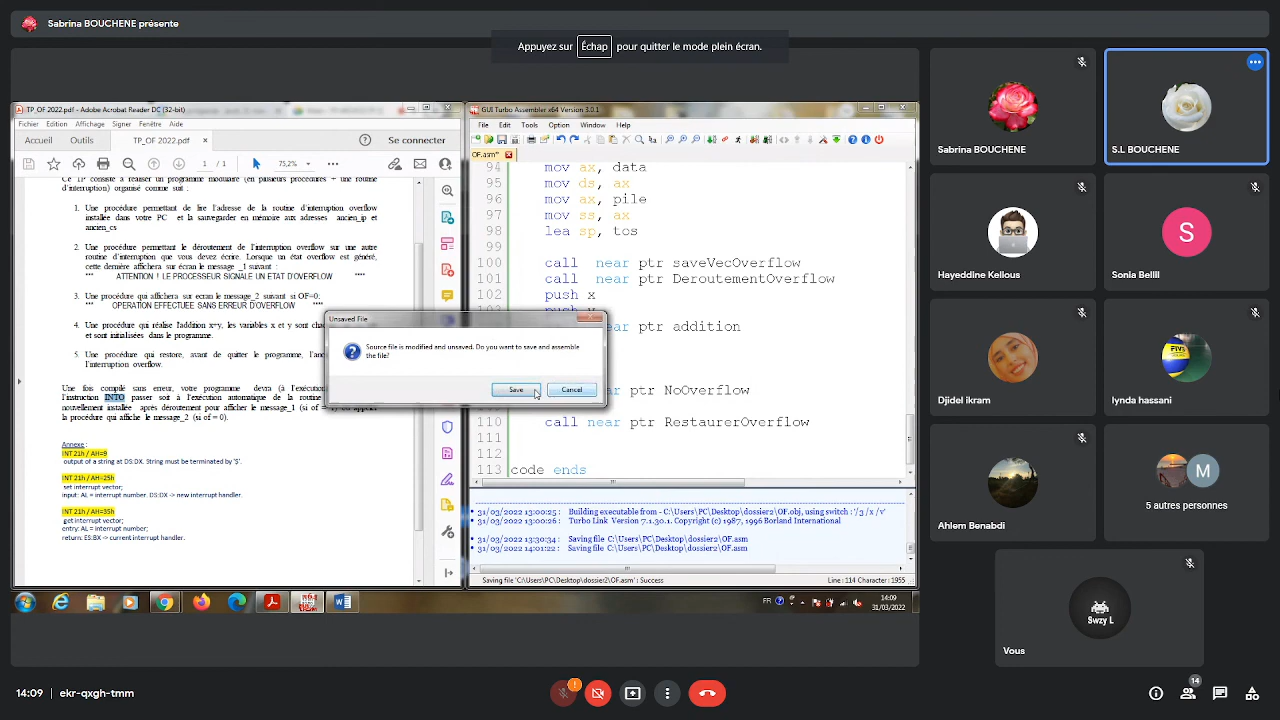 Sabrina BOUCHENE présente
Appuyez sur Échap pour quitter le mode plein écran.
TP_OF 2022.pdf - Adobe Acrobat Reader DC (32-bit)
Fichier Edition Affichage Signer Fenêtre Aide
Accueil Outils TP_OF 2022.pdf × Se connecter
1 / 1 75,2%
Ce TP consiste à réaliser un programme modulaire (en plusieurs procédures + une
routine d'interruption) organisé comme suit :
1. Une procédure permettant de lire l'adresse de la routine d'interruption overflow
installée dans votre PC et la sauvegarder en mémoire aux adresses ancien_ip et
ancien_cs
2. Une procédure permettant le déroutement de l'interruption overflow sur une autre
routine d'interruption que vous devez écrire. Lorsque un état overflow est généré,
cette dernière affichera sur écran le message _1 suivant :
*** ATTENTION ! LE PROCESSEUR SIGNALE UN ETAT D'OVERFLOW ****
3. Une procédure qui affichera sur ecran le message_2 suivant si OF=0:
*** OPERATION EFFECTUEE SANS ERREUR D'OVERFLOW ****
4. Une procédure qui réalise l'addition x+y, les variables x et y sont
et sont initialisées dans le programme.
5. Une procédure qui restore, avant de quitter le programme,
l'interruption overflow.
Une fois compilé sans erreur, votre programme devra (à
l'instruction INTO passer soit à l'exécution automatique de la
nouvellement installée après déroutement pour afficher le message_1 (si of =
la procédure qui affiche le message_2 (si of = 0).
Annexe :
INT 21h / AH=9
output of a string at DS:DX. String must be terminated by '$'.
INT 21h / AH=25h
set interrupt vector;
input: AL = interrupt number. DS:DX -> new interrupt handler.
INT 21h / AH=35h
get interrupt vector;
entry: AL = interrupt number;
return: ES:BX -> current interrupt handler.
GUI Turbo Assembler x64 Version 3.0.1
File Edit Tools Option Window Help
OF.asm*
94 mov ax, data
95 mov ds, ax
96 mov ax, pile
97 mov ss, ax
98 lea sp, tos
99
100 call near ptr saveVecOverflow
101 call near ptr DeroutementOverflow
102 push x
103 push
ptr addition
ptr NoOverflow
110 call near ptr RestaurerOverflow
111
112
113 code ends
Unsaved File
Source file is modified and unsaved. Do you want to save and assemble
the file?
Save Cancel
31/03/2022 13:00:25 : Building executable from - C:\Users\PC\Desktop\dossier2\OF.obj, using switch : '/3 /x /v'
31/03/2022 13:00:26 : Turbo Link Version 7.1.30.1. Copyright (c) 1987, 1996 Borland International
31/03/2022 13:30:34 : Saving file C:\Users\PC\Desktop\dossier2\OF.asm
31/03/2022 14:01:22 : Saving file C:\Users\PC\Desktop\dossier2\OF.asm
Saving file 'C:\Users\PC\Desktop\dossier2\OF.asm' : Success Line : 114 Character : 1955
FR 14:09
31/03/2022
Sabrina BOUCHENE
S.L BOUCHENE
Hayeddine Kellous
S
Sonia Bellil
Djidel ikram
lynda hassani
Ahlem Benabdi
M
5 autres personnes
Swzy L
Vous
14:09 ekr-qxgh-tmm
14